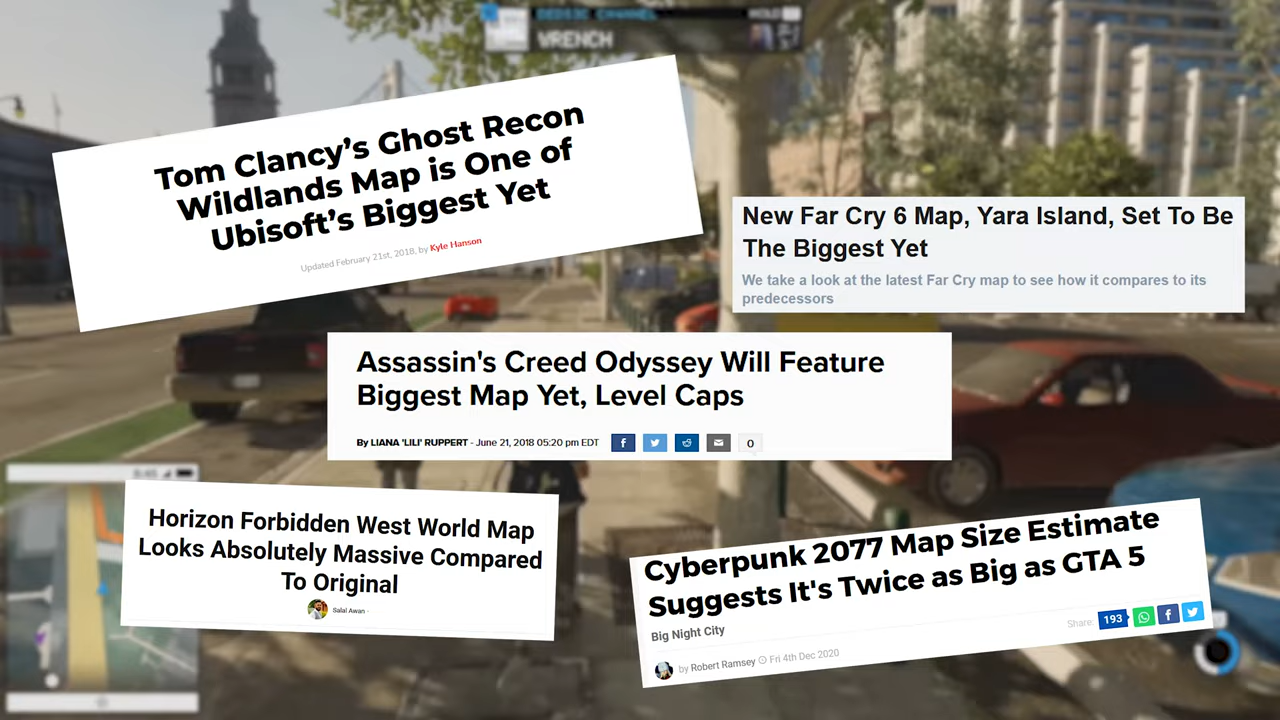 DEDSEC CHANNEL
HOLD
VRENCH
Tom Clancy's Ghost Recon
Wildlands Map is One of
Ubisoft's Biggest Yet
Updated February 21st, 2018, by Kyle Hanson
New Far Cry 6 Map, Yara Island, Set To Be
The Biggest Yet
We take a look at the latest Far Cry map to see how it compares to its
predecessors
Assassin's Creed Odyssey Will Feature
Biggest Map Yet, Level Caps
By LIANA 'LILI' RUPPERT - June 21, 2018 05:20 pm EDT
0
Horizon Forbidden West World Map
Looks Absolutely Massive Compared
To Original
Salal Awan -
Cyberpunk 2077 Map Size Estimate
Suggests It's Twice as Big as GTA 5
Big Night City
Share: 193
by Robert Ramsey Fri 4th Dec 2020